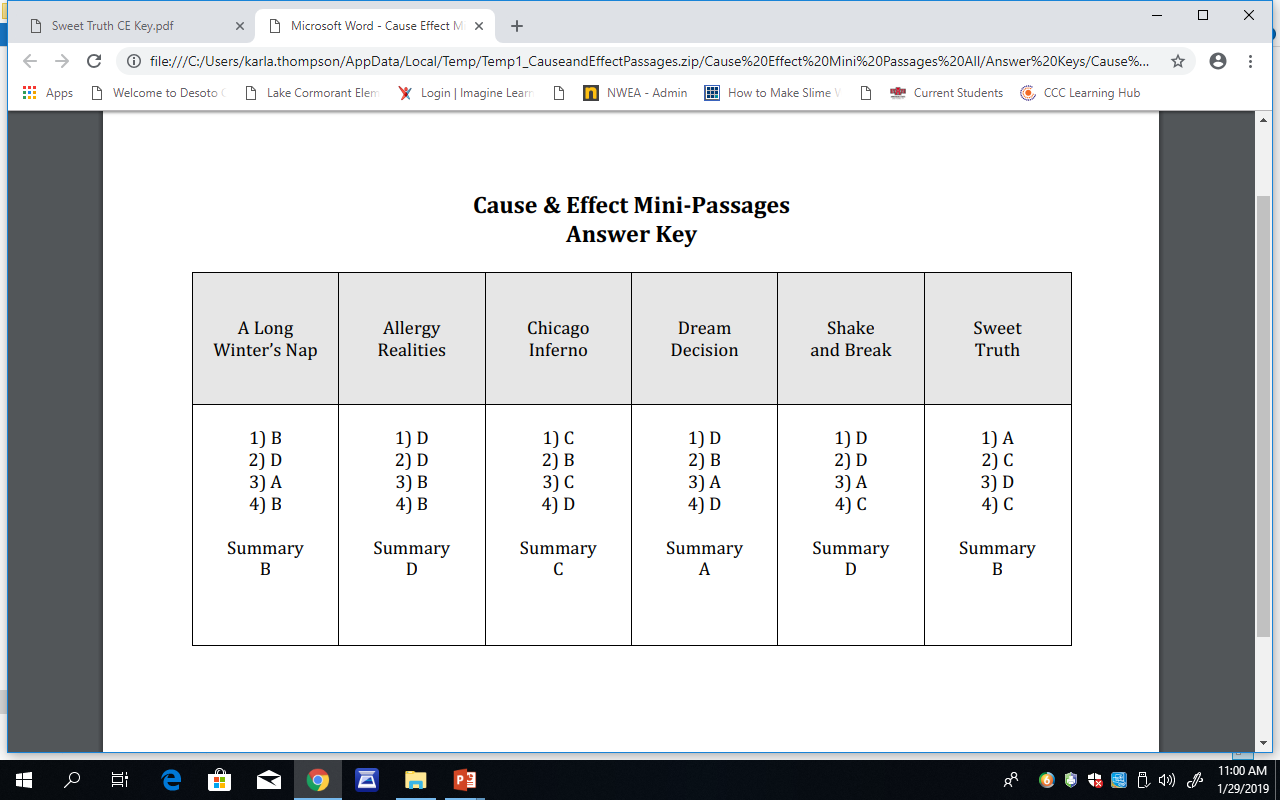 Sweet Truth CE Key.pdf
Microsoft Word - Cause Effect M
file:///C:/Users/karla.thompson/AppData/Local/Temp/Temp1_CauseandEffectPassages.zip/Cause%20Effect%20Mini%20Passages%20All/Answer%20Keys/Cause%...
Apps Welcome to Desoto Lake Cormorant Elem Login | Imagine Learn NWEA - Admin How to Make Slime Current Students CCC Learning Hub
Cause & Effect Mini-Passages
Answer Key
A Long
Winter's Nap
Allergy
Realities
Chicago
Inferno
Dream
Decision
Shake
and Break
Sweet
Truth
1) B
2) D
3) A
4) B
Summary
B
1) D
2) D
3) B
4) B
Summary
D
1) C
2) B
3) C
4) D
Summary
C
1) D
2) B
3) A
4) D
Summary
A
1) D
2) D
3) A
4) C
Summary
D
1) A
2) C
3) D
4) C
Summary
B
11:00 AM
1/29/2019